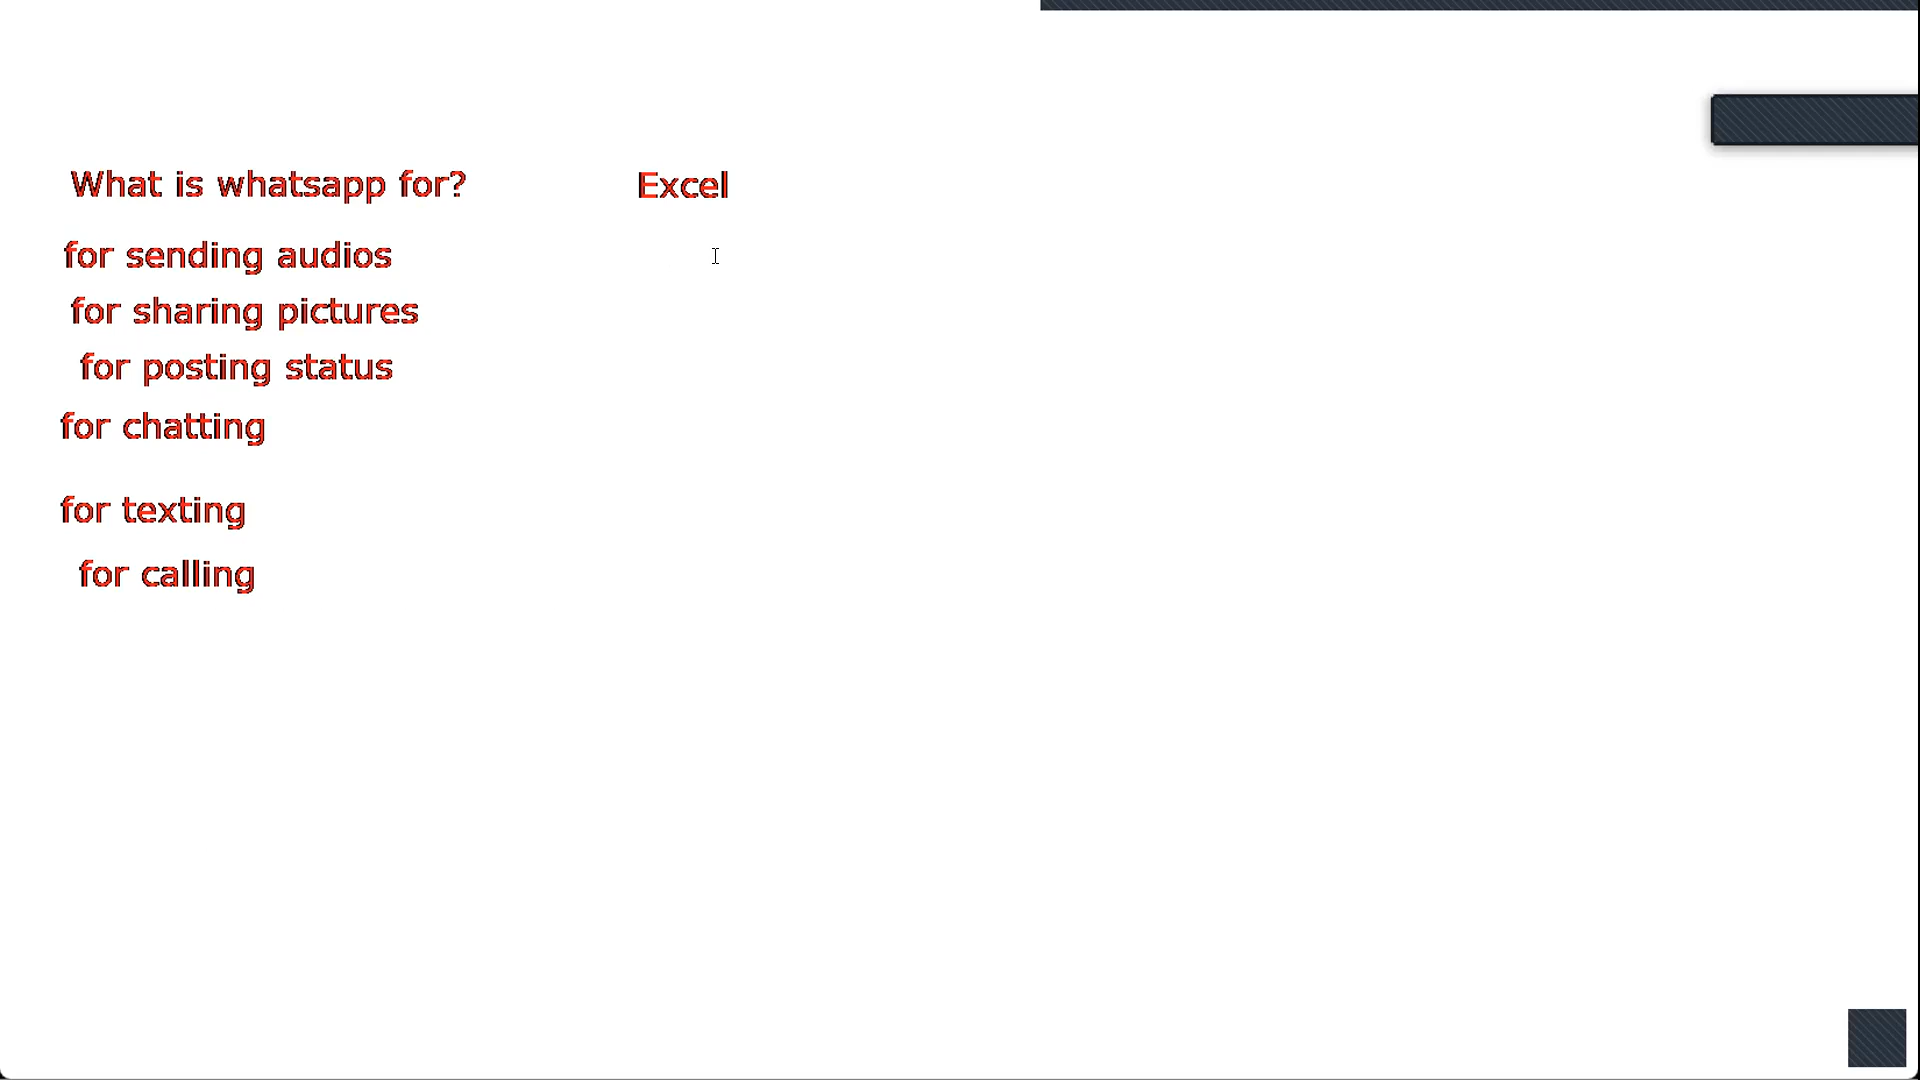 What is whatsapp for?
Excel
for sending audios
for sharing pictures
for posting status
for chatting
for texting
for calling